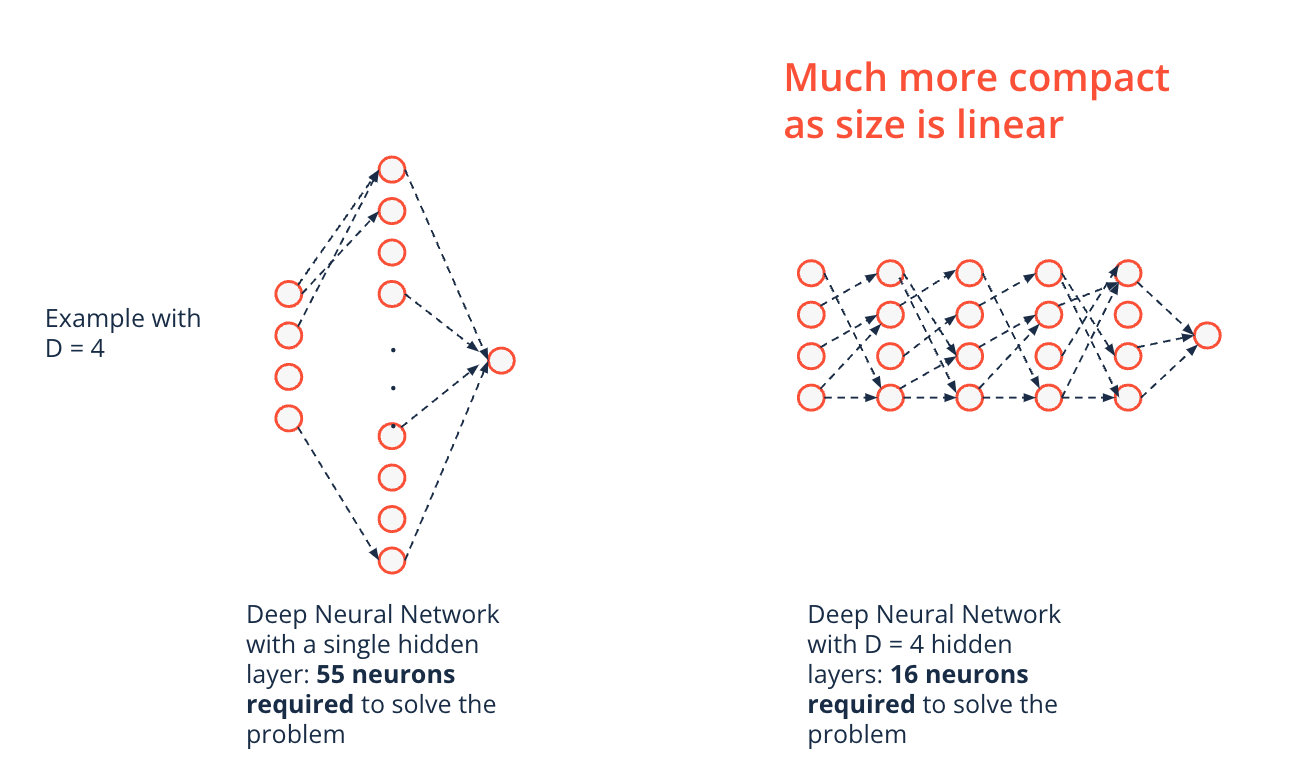 Much more compact
as size is linear
Example with
D = 4
Deep Neural Network
with a single hidden
layer: 55 neurons
required to solve the
problem
Deep Neural Network
with D = 4 hidden
layers: 16 neurons
required to solve the
problem